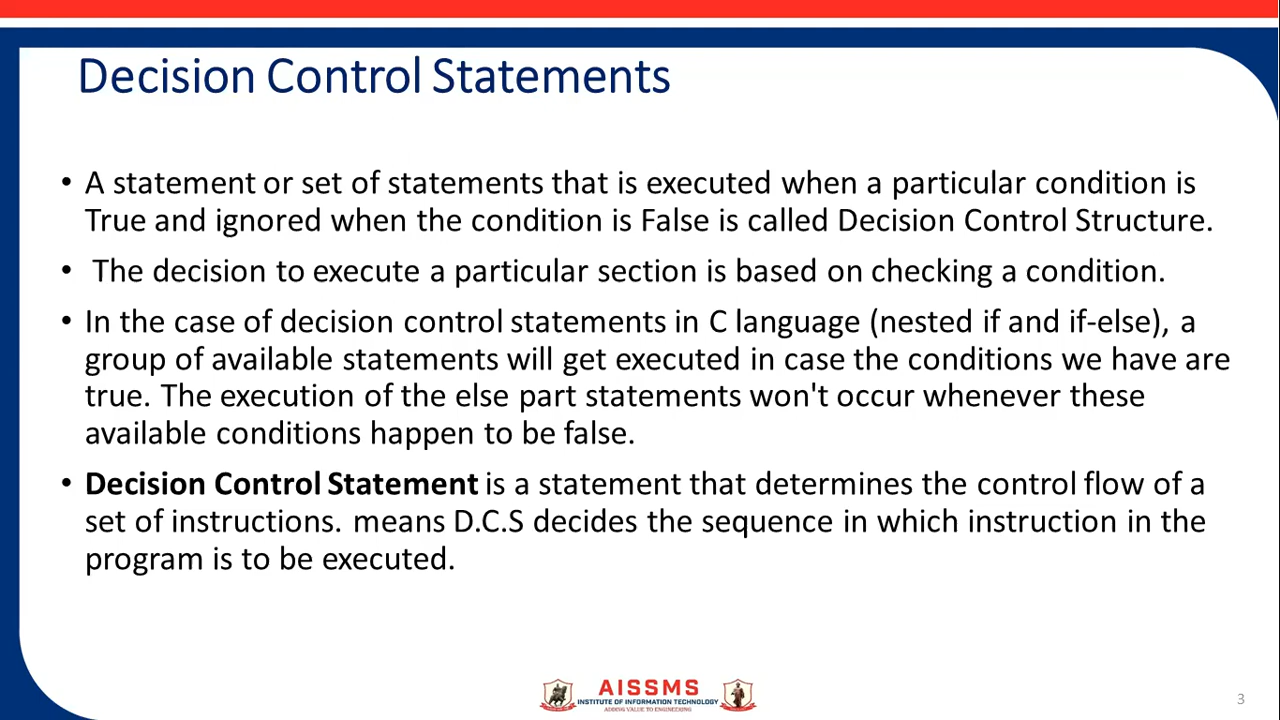 Decision Control Statements
• A statement or set of statements that is executed when a particular condition is
True and ignored when the condition is False is called Decision Control Structure.
• The decision to execute a particular section is based on checking a condition.
• In the case of decision control statements in C language (nested if and if-else), a
group of available statements will get executed in case the conditions we have are
true. The execution of the else part statements won't occur whenever these
available conditions happen to be false.
• Decision Control Statement is a statement that determines the control flow of a
set of instructions. means D.C.S decides the sequence in which instruction in the
program is to be executed.
AISSMS
INSTITUTE OF INFORMATION TECHNOLOGY
ADDING VALUE TO ENGINEERING
3